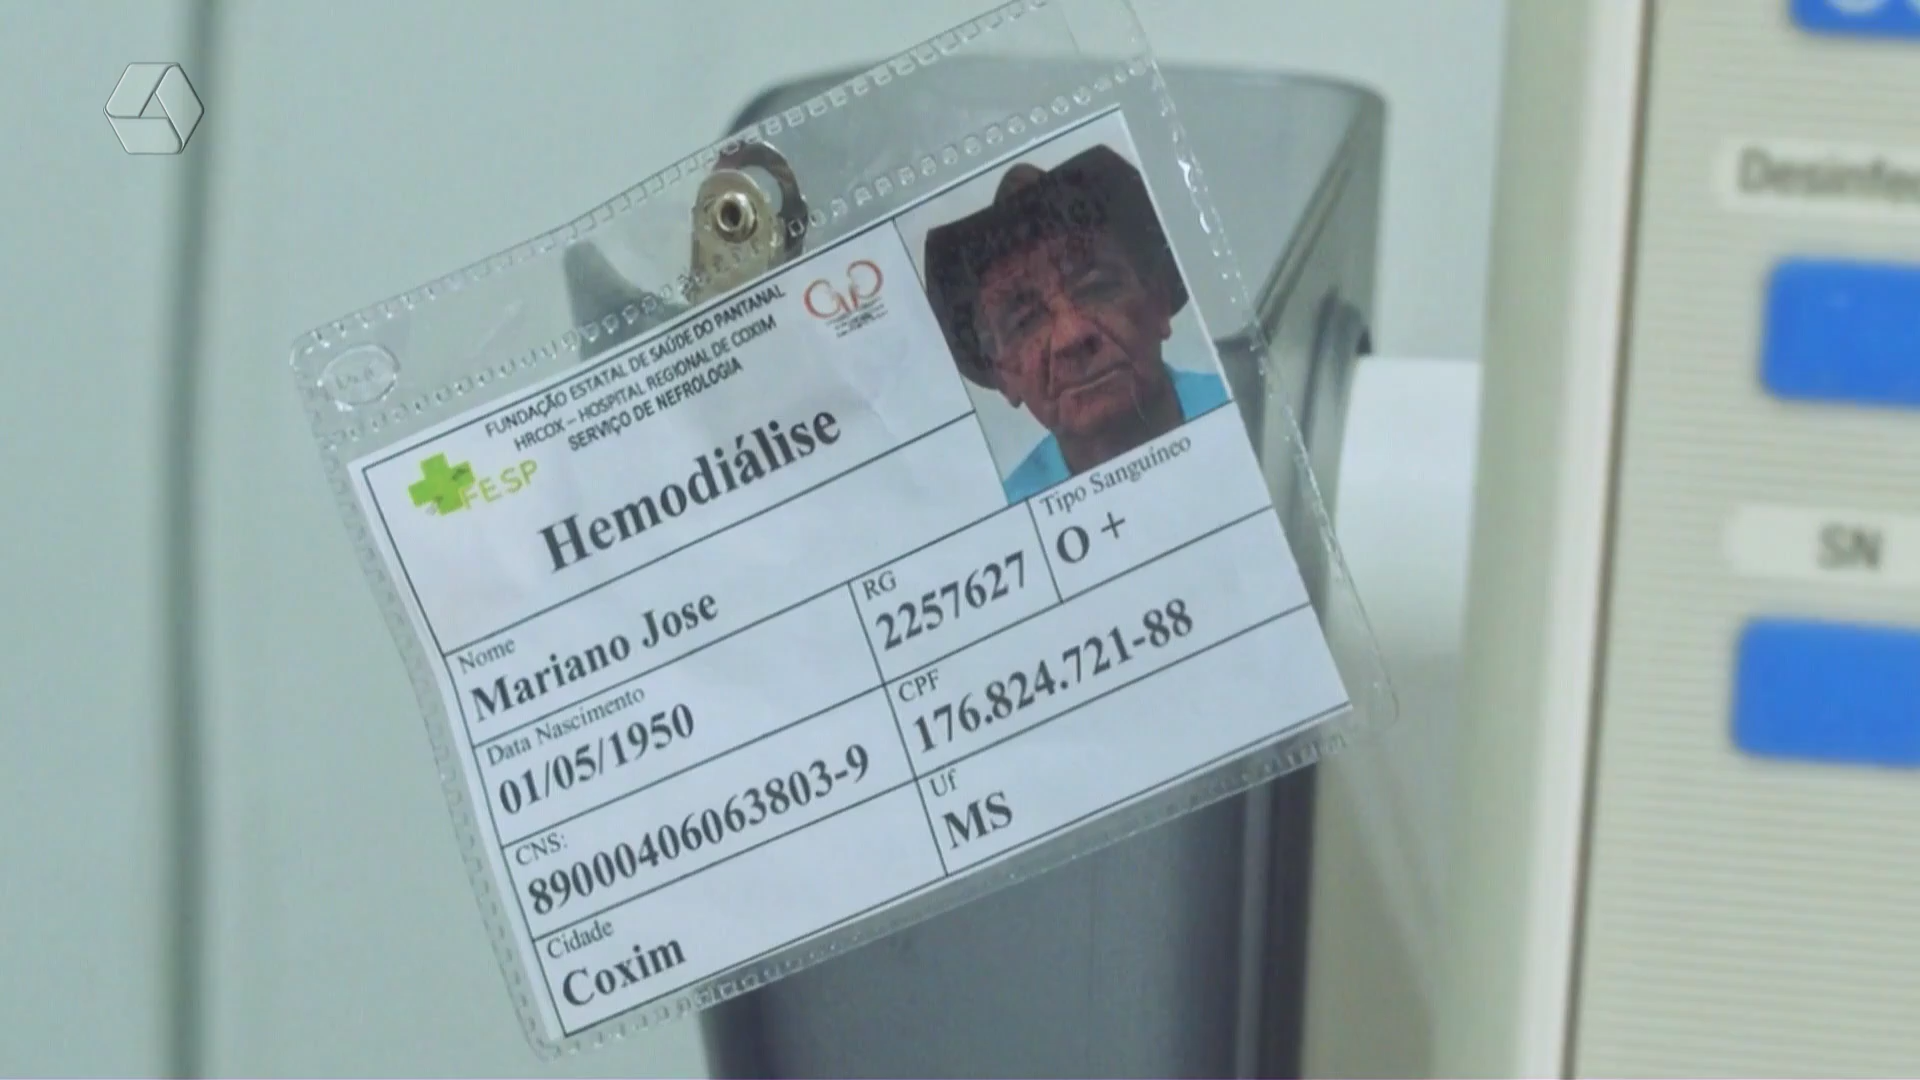 FUNDAÇÃO ESTATAL DE SAÚDE DO PANTANAL
HRCOX – HOSPITAL REGIONAL DE COXIM
SERVIÇO DE NEFROLOGIA
FESP
Hemodiálise
Nome
Mariano Jose
RG
2257627
Tipo Sanguíneo
O +
Data Nascimento
01/05/1950
CPF
176.824.721-88
CNS:
89000406063803-9
Uf
MS
Cidade
Coxim
SN